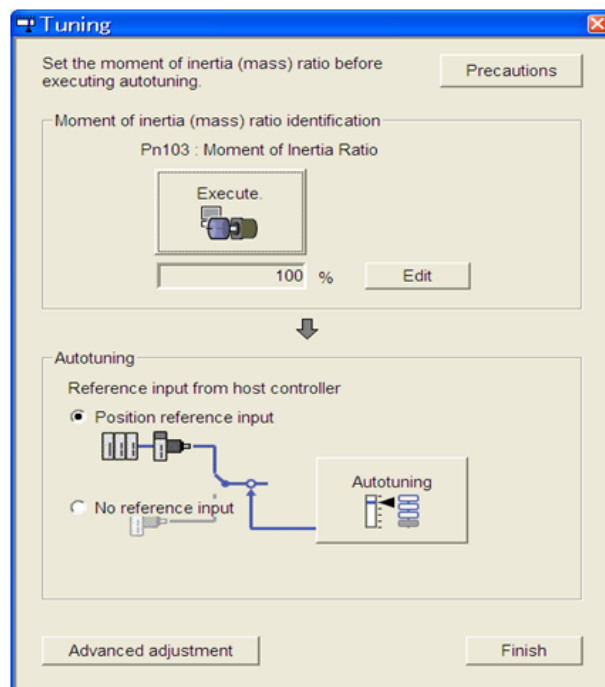 Tuning
Set the moment of inertia (mass) ratio before
executing autotuning.
Precautions
Moment of inertia (mass) ratio identification
Pn103 : Moment of Inertia Ratio
Execute.
100 %
Edit
Autotuning
Reference input from host controller
Position reference input
No reference input
Autotuning
Advanced adjustment
Finish